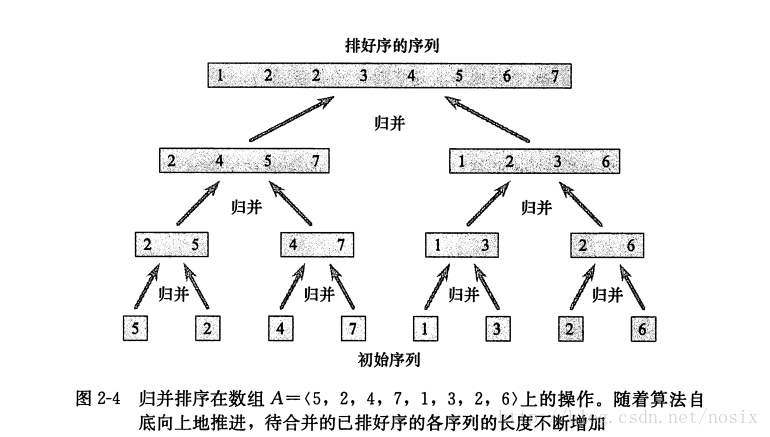 排好序的序列
1 2 2 3 4 5 6 7
归并
2 4 5 7
1 2 3 6
归并 归并
2 5
4 7
1 3
2 6
归并 归并 归并 归并
5 2 4 7 1 3 2 6
初始序列
图 2-4 归并排序在数组 A=〈5，2，4，7，1，3，2，6〉上的操作。随着算法自
底向上地推进，待合并的已排好序的各序列的长度不断增加
csdn.net/nosix